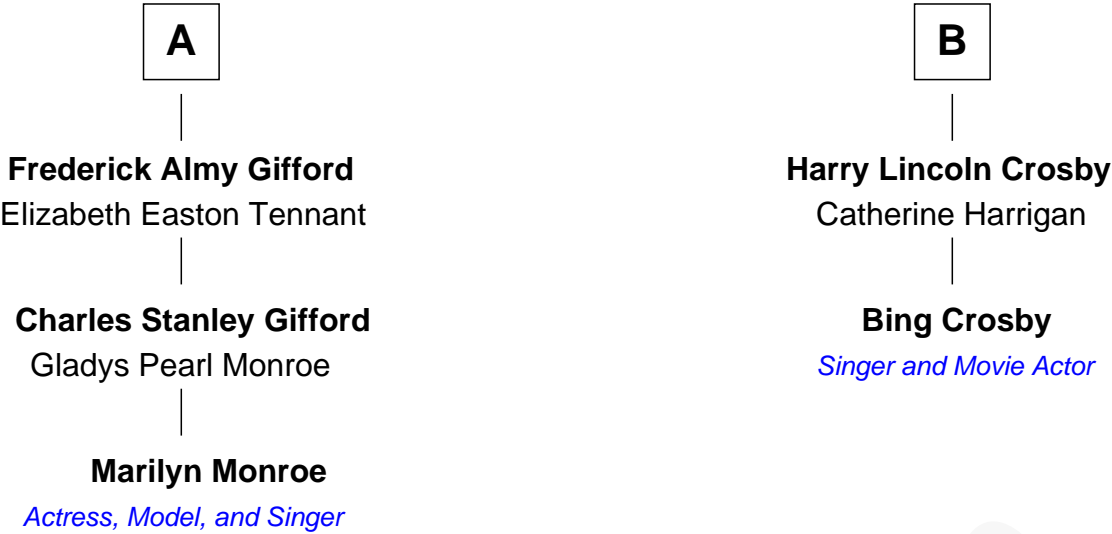 A
Frederick Almy Gifford
Elizabeth Easton Tennant
Charles Stanley Gifford
Gladys Pearl Monroe
Marilyn Monroe
Actress, Model, and Singer
B
Harry Lincoln Crosby
Catherine Harrigan
Bing Crosby
Singer and Movie Actor